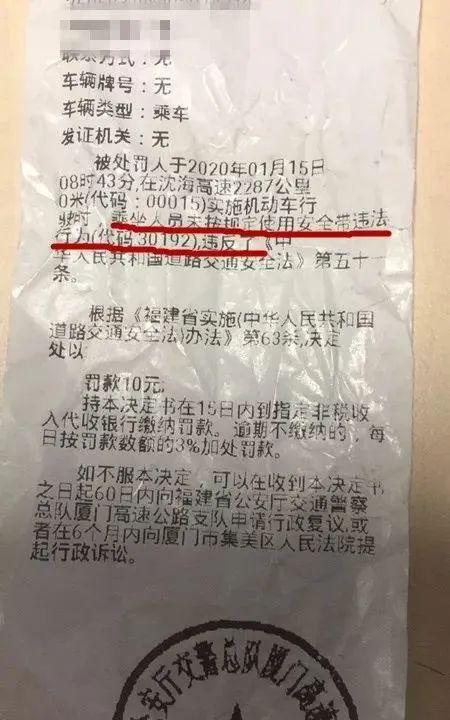 联系方式:无
车辆牌号:无
车辆类型:乘车
发证机关:无
被处罚人于2020年01月15日
08时43分,在沈海高速2287公里
0米(代码:00015)实施机动车行
驶时,乘坐人员未按规定使用安全带违法
行为(代码30192),违反了《中
华人民共和国道路交通安全法》第五十一
条。
根据《福建省实施(中华人民共和国
道路交通安全法)办法》第63条,决定
处以:
罚款10元;
持本决定书在15日内到指定非税收
入代收银行缴纳罚款。逾期不缴纳的,每
日按罚款数额的3%加处罚款。
如不服本决定,可以在收到本决定书
之日起60日内向福建省公安厅交通警察
总队厦门高速公路支队申请行政复议,或
者在6个月内向厦门市集美区人民法院提
起行政诉讼。
安厅交警总队厦门高速